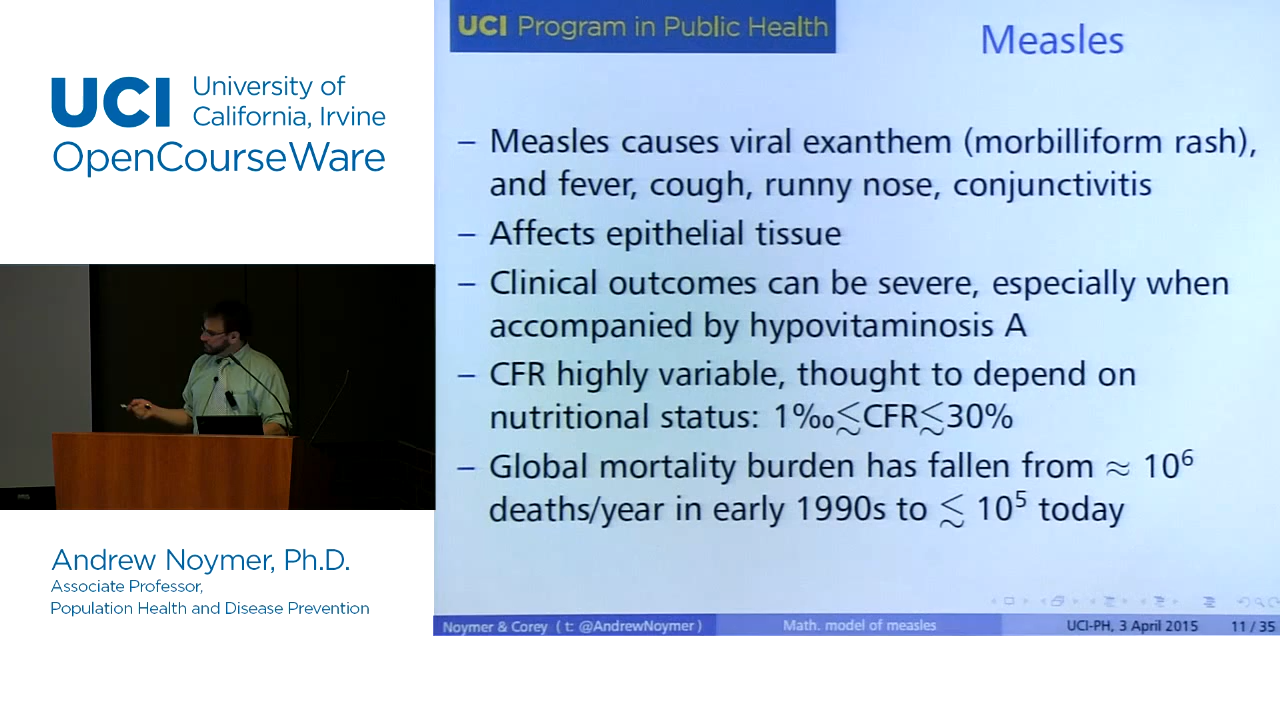 UCI University of
California, Irvine
OpenCourseWare
Andrew Noymer, Ph.D.
Associate Professor,
Population Health and Disease Prevention
UCI Program in Public Health
Measles
– Measles causes viral exanthem (morbilliform rash),
and fever, cough, runny nose, conjunctivitis
– Affects epithelial tissue
– Clinical outcomes can be severe, especially when
accompanied by hypovitaminosis A
– CFR highly variable, thought to depend on
nutritional status: 1‰≲CFR≲30%
– Global mortality burden has fallen from ≈ 10⁶
deaths/year in early 1990s to ≲ 10⁵ today
Noymer & Corey ( t: @AndrewNoymer )
Math. model of measles
UCI-PH, 3 April 2015
11 / 35